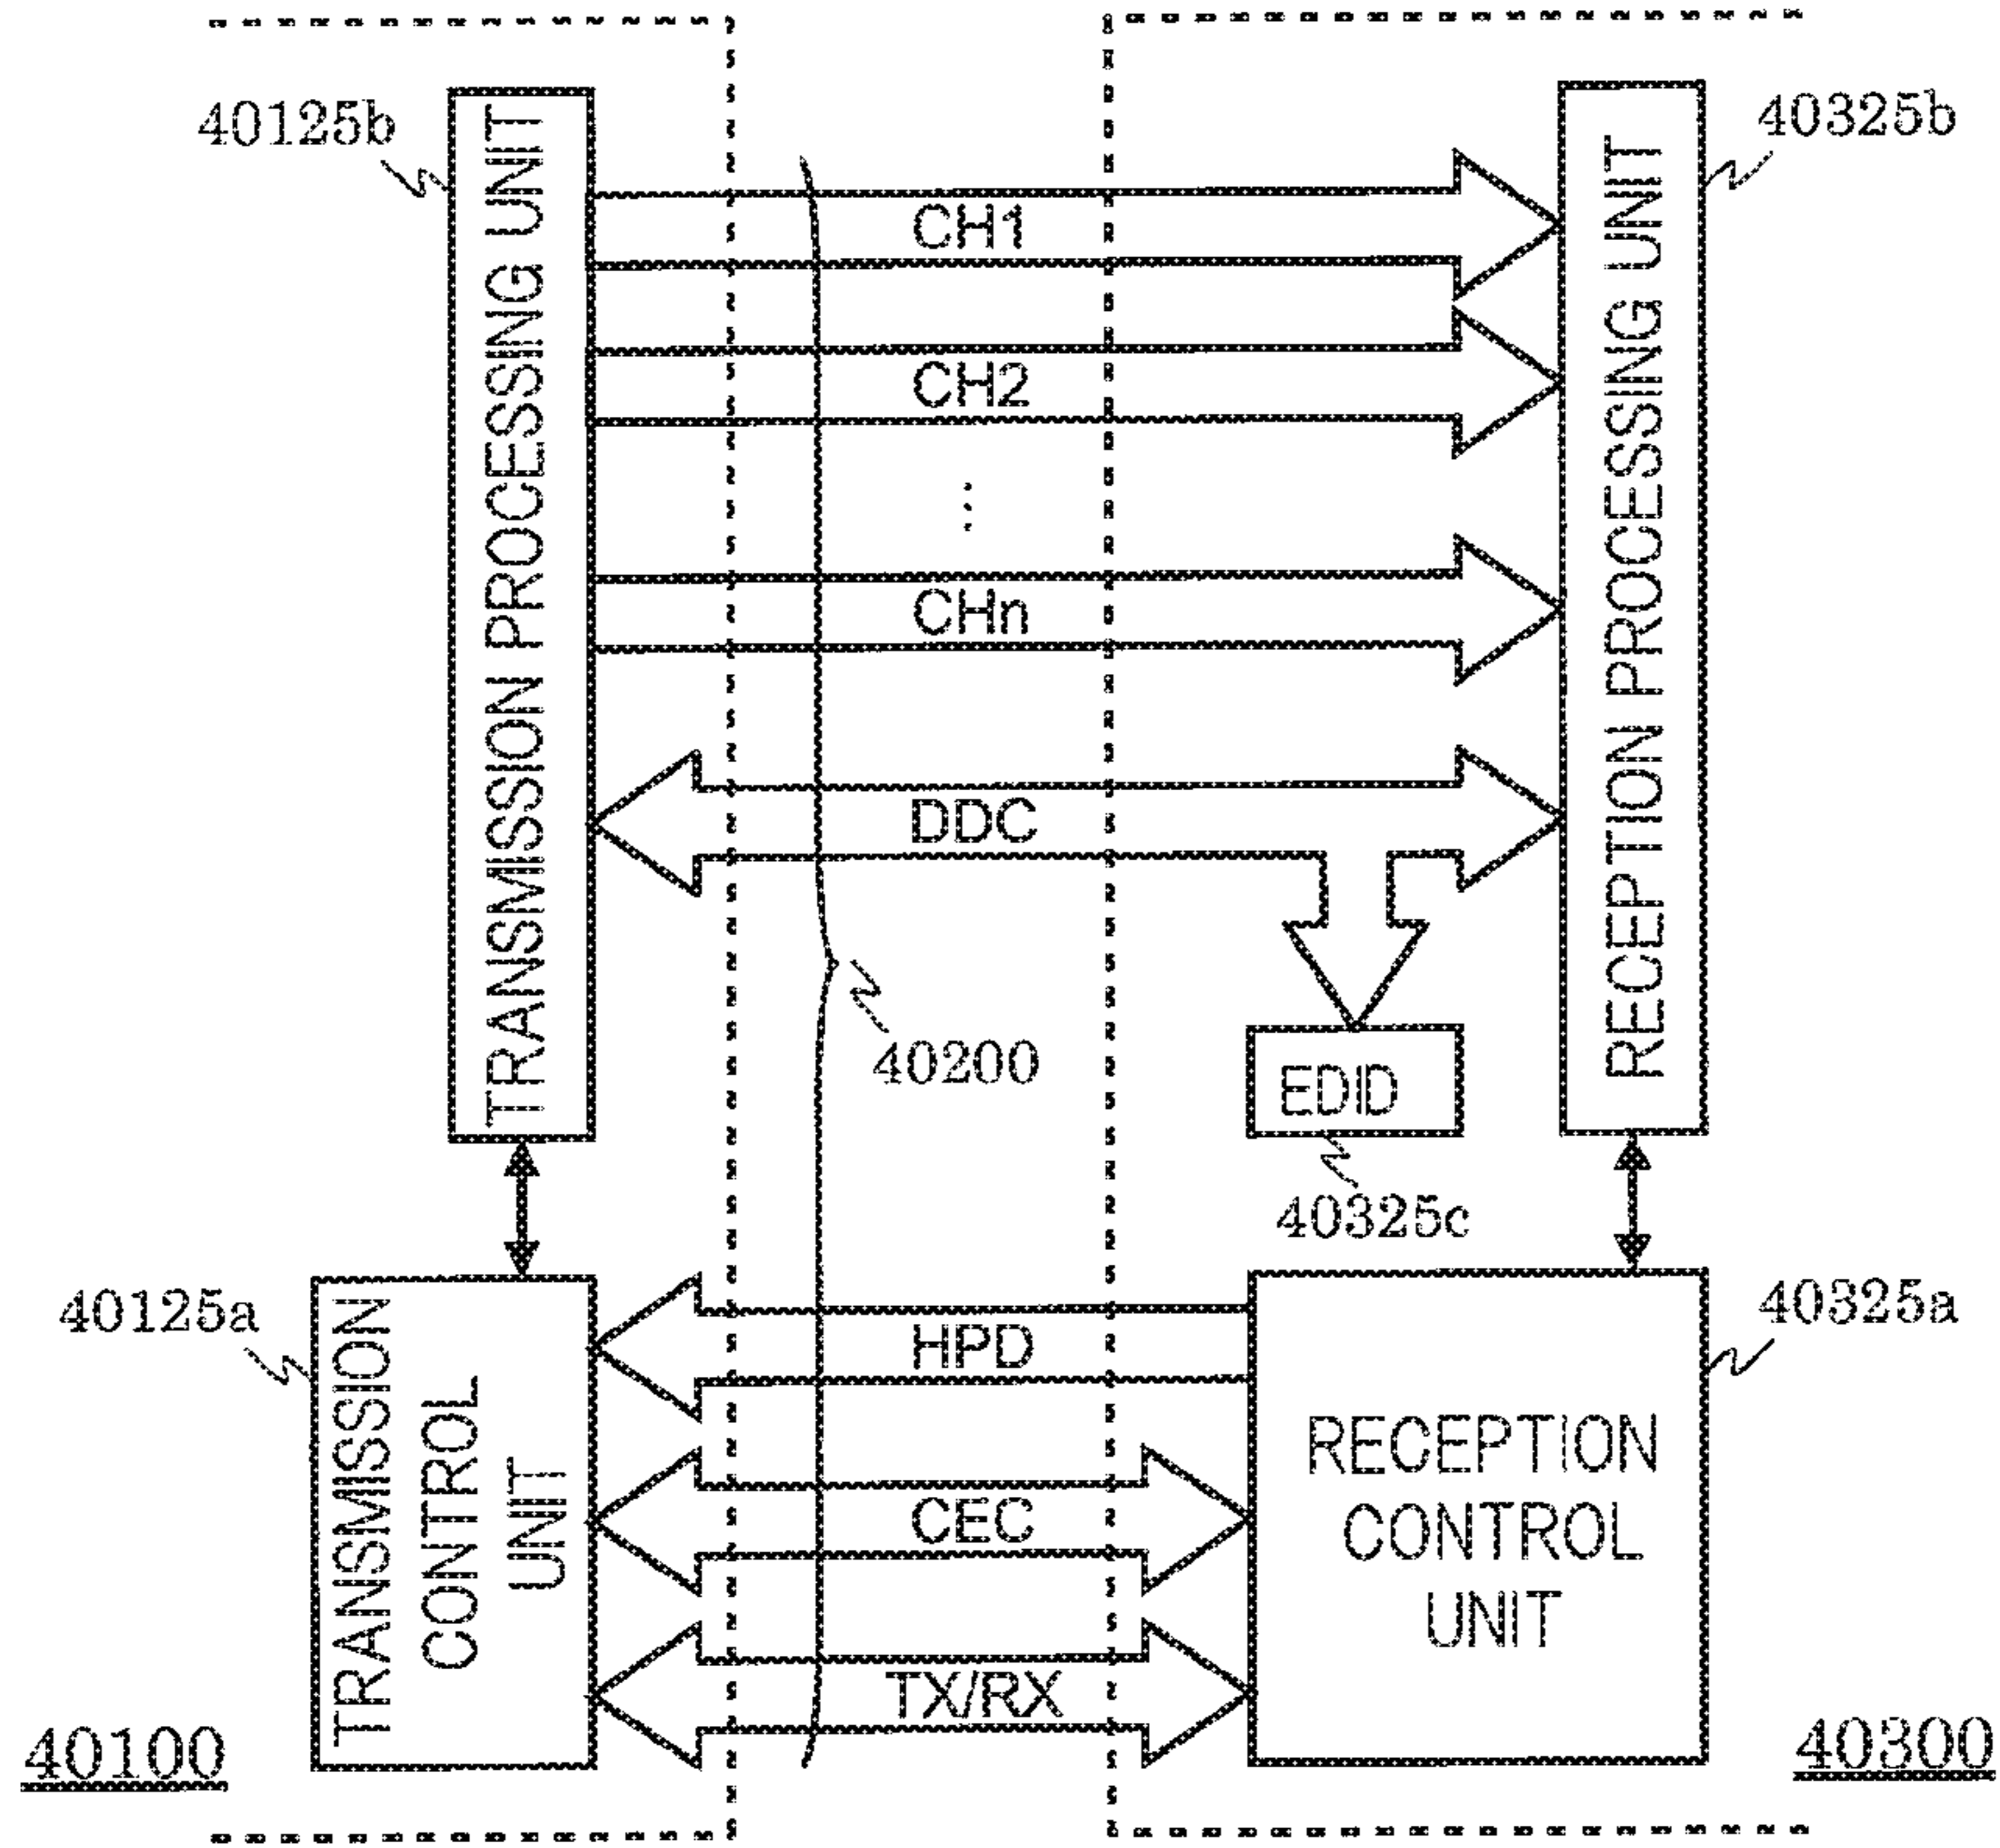 40125b
40325b
TRANSMISSION PROCESSING UNIT
RECEPTION PROCESSING UNIT
CH1
CH2
⋮
CHn
DDC
40200
EDID
40325c
40125a
40325a
TRANSMISSION
CONTROL
UNIT
HPD
CEC
TX/RX
RECEPTION
CONTROL
UNIT
40100
40300